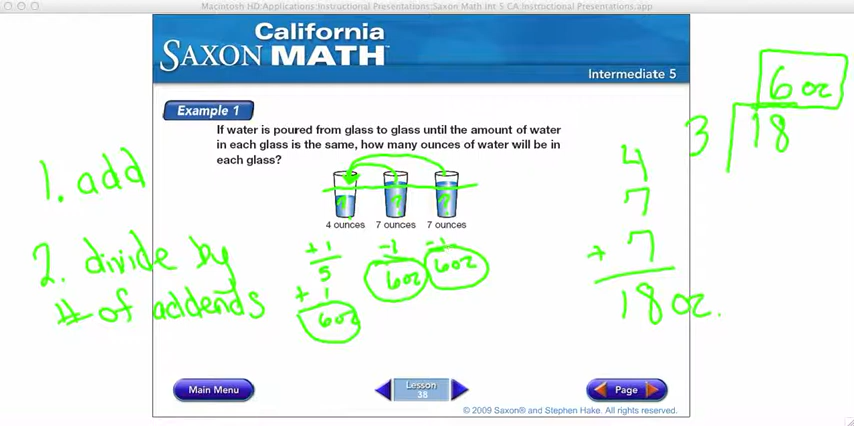 Macintosh HD:Applications:Instructional Presentations:Saxon Math Int 5 CA Instructional Presentations.app
California
SAXON MATH
Intermediate 5
Example 1
If water is poured from glass to glass until the amount of water
in each glass is the same, how many ounces of water will be in
each glass?
4 ounces 7 ounces 7 ounces
1. add
2. divide by
# of addends
+1
5
+ 1
6oz
-1
6oz
-1
6oz
4
7
+ 7
18 oz.
6 oz
3 18
Main Menu
Lesson
38
Page
© 2009 Saxon® and Stephen Hake. All rights reserved.